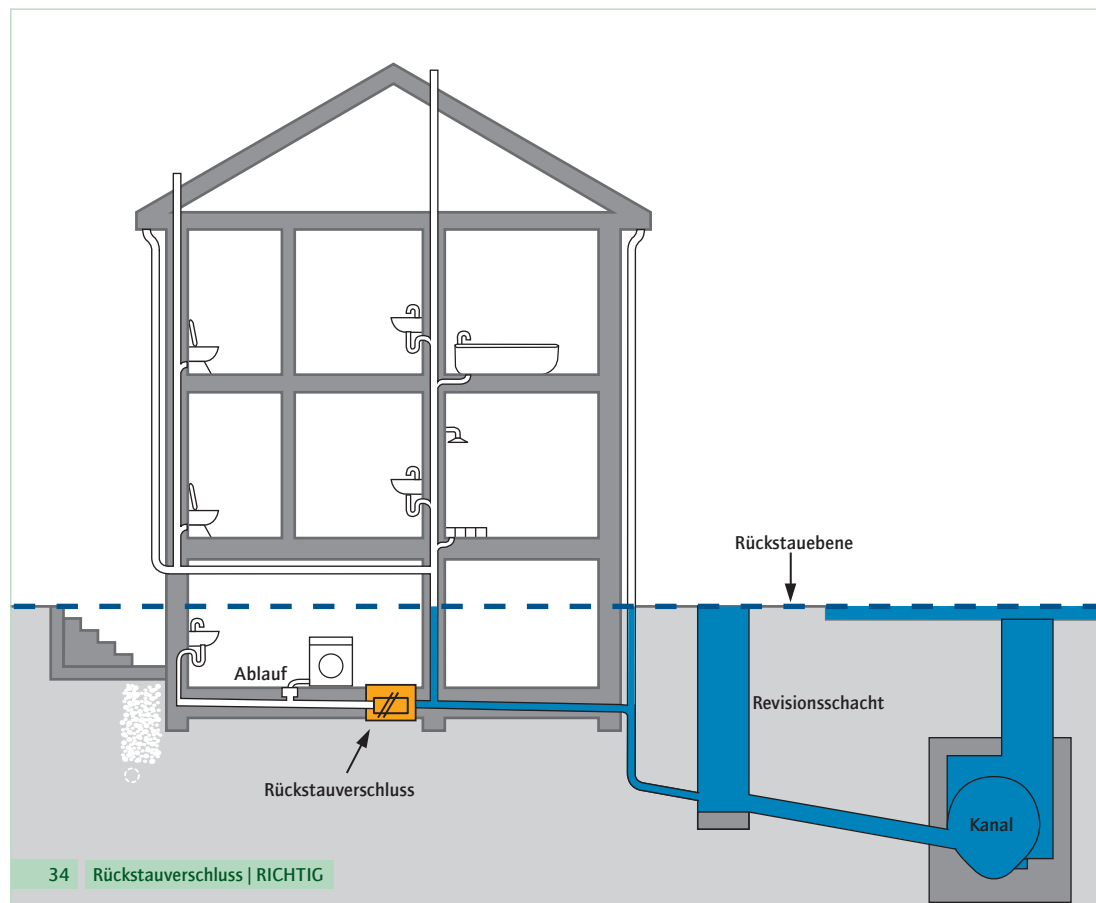 Rückstauebene
Ablauf
Revisionsschacht
Rückstauverschluss
Kanal
34 Rückstauverschluss | RICHTIG